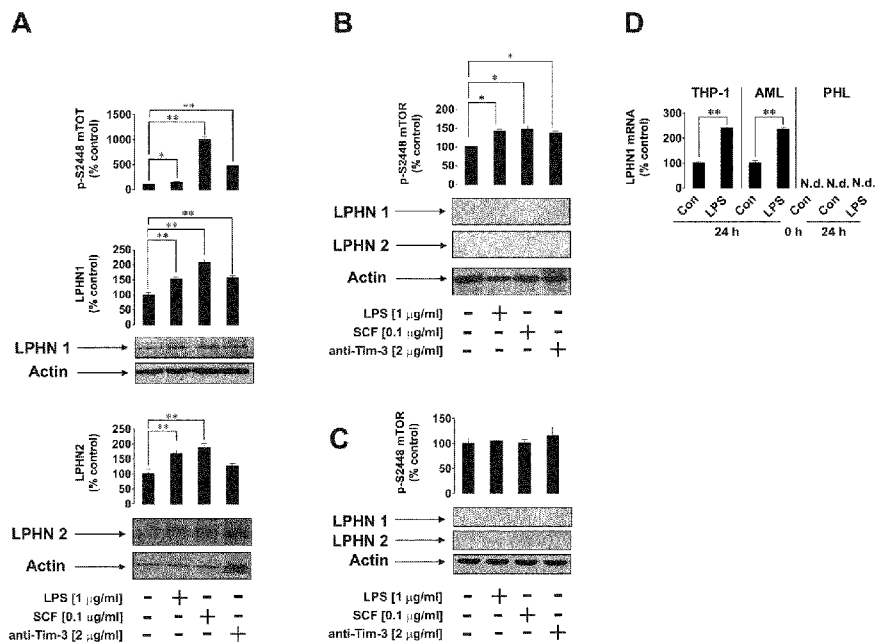 A
p-S2448 mTOT
(% control)
1500
1000
500
0
*
**
**
LPHN1
(% control)
250
200
150
100
50
0
**
**
**
LPHN 1
Actin
LPHN2
(% control)
250
200
150
100
50
0
**
**
LPHN 2
Actin
LPS [1 µg/ml] - + - -
SCF [0.1 µg/ml] - - + -
anti-Tim-3 [2 µg/ml] - - - +
B
p-S2448 mTOR
(% control)
200
150
100
50
0
*
*
*
LPHN 1
LPHN 2
Actin
LPS [1 µg/ml] - + - -
SCF [0.1 µg/ml] - - + -
anti-Tim-3 [2 µg/ml] - - - +
C
p-S2448 mTOR
(% control)
150
100
50
0
LPHN 1
LPHN 2
Actin
LPS [1 µg/ml] - + - -
SCF [0.1 µg/ml] - - + -
anti-Tim-3 [2 µg/ml] - - - +
D
THP-1 AML PHL
LPHN1 mRNA
(% control)
300
200
100
0
** **
N.d. N.d. N.d.
Con LPS Con LPS Con Con LPS
24 h 0 h 24 h